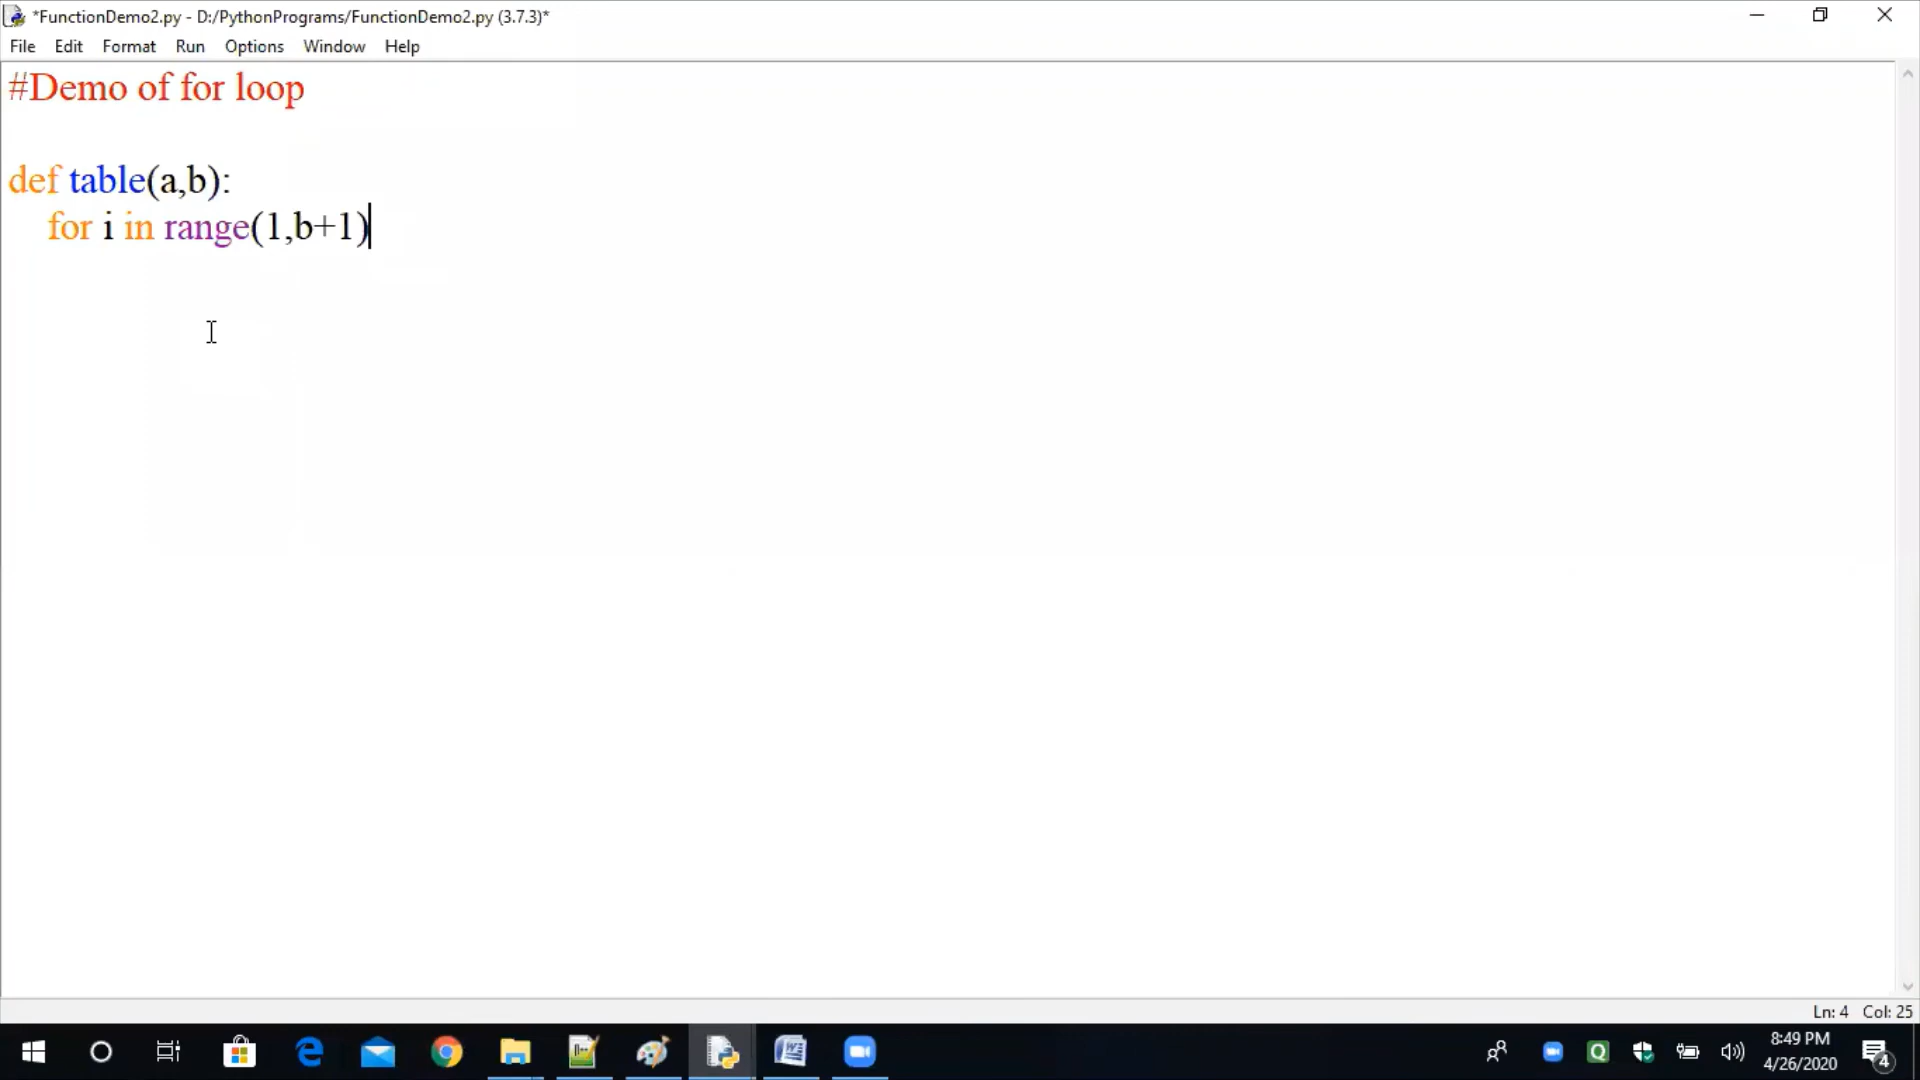 *FunctionDemo2.py - D:/PythonPrograms/FunctionDemo2.py (3.7.3)*
File Edit Format Run Options Window Help
#Demo of for loop
def table(a,b):
    for i in range(1,b+1)
Ln: 4 Col: 25
8:49 PM
4/26/2020
4